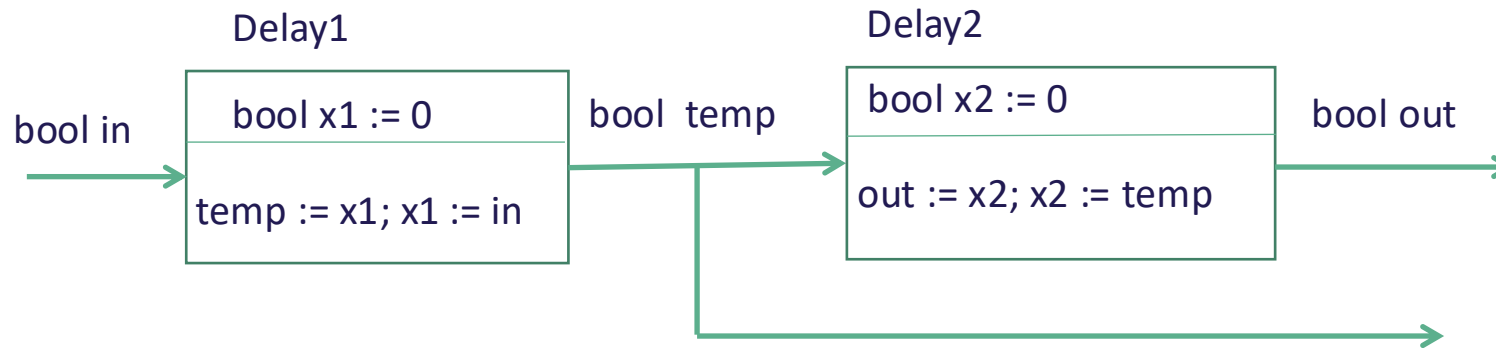 Delay1
Delay2
bool in
bool x1 := 0
bool temp
bool x2 := 0
bool out
temp := x1; x1 := in
out := x2; x2 := temp